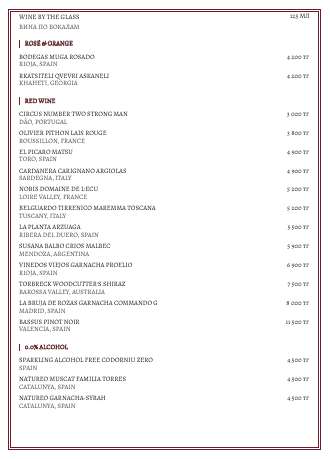 WINE BY THE GLASS 125 МЛ
ВИНА ПО БОКАЛАМ
ROSÉ & ORANGE
BODEGAS MUGA ROSADO 4 200 тг
RIOJA, SPAIN
RKATSITELI QVEVRI ASKANELI 4 200 тг
KHAHETI, GEORGIA
RED WINE
CIRCUS NUMBER TWO STRONG MAN 3 000 тг
DÃO, PORTUGAL
OLIVIER PITHON LAIS ROUGE 3 800 тг
ROUSSILLON, FRANCE
EL PICARO MATSU 4 900 тг
TORO, SPAIN
CARDANERA CARIGNANO ARGIOLAS 4 900 тг
SARDEGNA, ITALY
NOBIS DOMAINE DE L'ECU 5 200 тг
LOIRE VALLEY, FRANCE
BELGUARDO TIRRENICO MAREMMA TOSCANA 5 200 тг
TUSCANY, ITALY
LA PLANTA ARZUAGA 5 500 тг
RIBERA DEL DUERO, SPAIN
SUSANA BALBO CRIOS MALBEC 5 900 тг
MENDOZA, ARGENTINA
VINEDOS VIEJOS GARNACHA PROELIO 6 900 тг
RIOJA, SPAIN
TORBRECK WOODCUTTER'S SHIRAZ 7 500 тг
BAROSSA VALLEY, AUSTRALIA
LA BRUJA DE ROZAS GARNACHA COMMANDO G 8 000 тг
MADRID, SPAIN
BASSUS PINOT NOIR 11 500 тг
VALENCIA, SPAIN
0.0% ALCOHOL
SPARKLING ALCOHOL FREE CODORNIU ZERO 4 500 тг
SPAIN
NATUREO MUSCAT FAMILIA TORRES 4 500 тг
CATALUNYA, SPAIN
NATUREO GARNACHA-SYRAH 4 500 тг
CATALUNYA, SPAIN